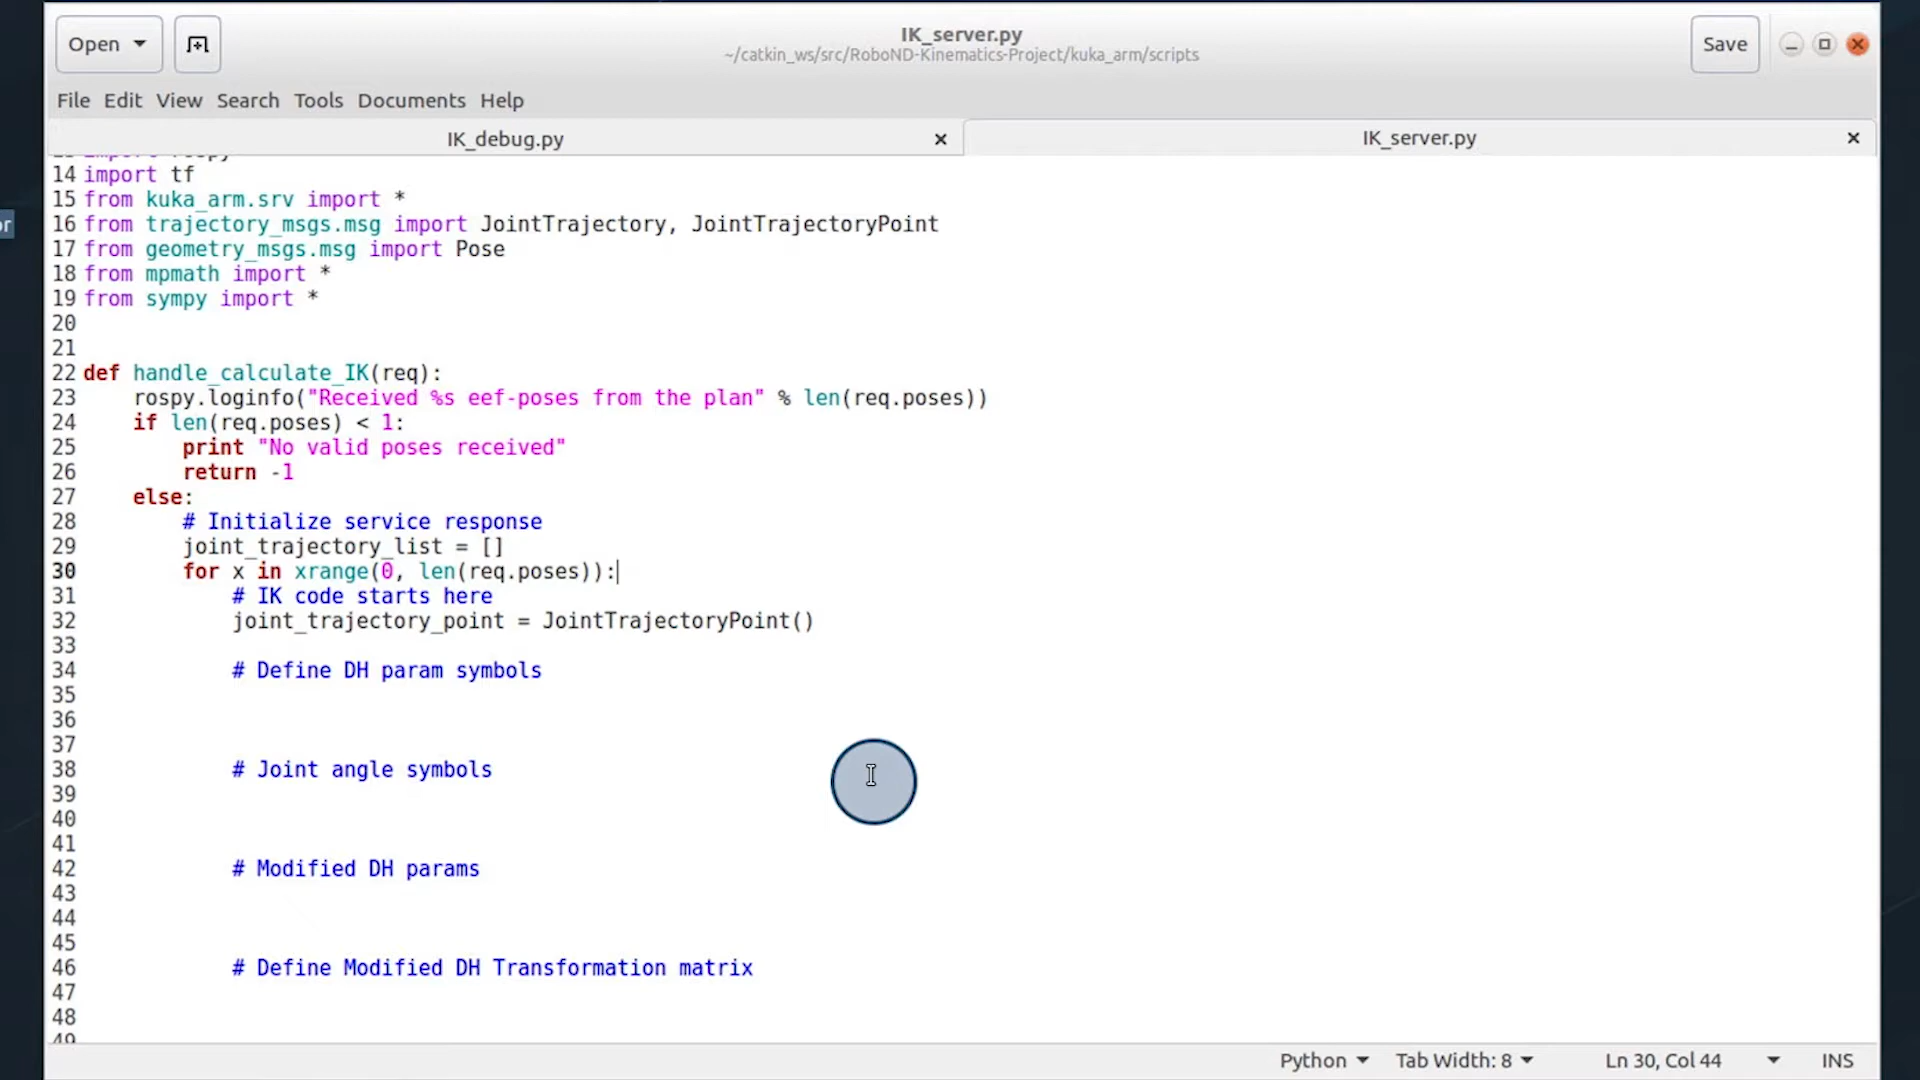 Open
IK_server.py
~/catkin_ws/src/RoboND-Kinematics-Project/kuka_arm/scripts
Save
File Edit View Search Tools Documents Help
IK_debug.py
IK_server.py
or
14 import tf
15 from kuka_arm.srv import *
16 from trajectory_msgs.msg import JointTrajectory, JointTrajectoryPoint
17 from geometry_msgs.msg import Pose
18 from mpmath import *
19 from sympy import *
20
21
22 def handle_calculate_IK(req):
23     rospy.loginfo("Received %s eef-poses from the plan" % len(req.poses))
24     if len(req.poses) < 1:
25         print "No valid poses received"
26         return -1
27     else:
28         # Initialize service response
29         joint_trajectory_list = []
30         for x in xrange(0, len(req.poses)):
31             # IK code starts here
32             joint_trajectory_point = JointTrajectoryPoint()
33
34             # Define DH param symbols
35
36
37
38             # Joint angle symbols
39
40
41
42             # Modified DH params
43
44
45
46             # Define Modified DH Transformation matrix
47
48
49
Python Tab Width: 8 Ln 30, Col 44 INS